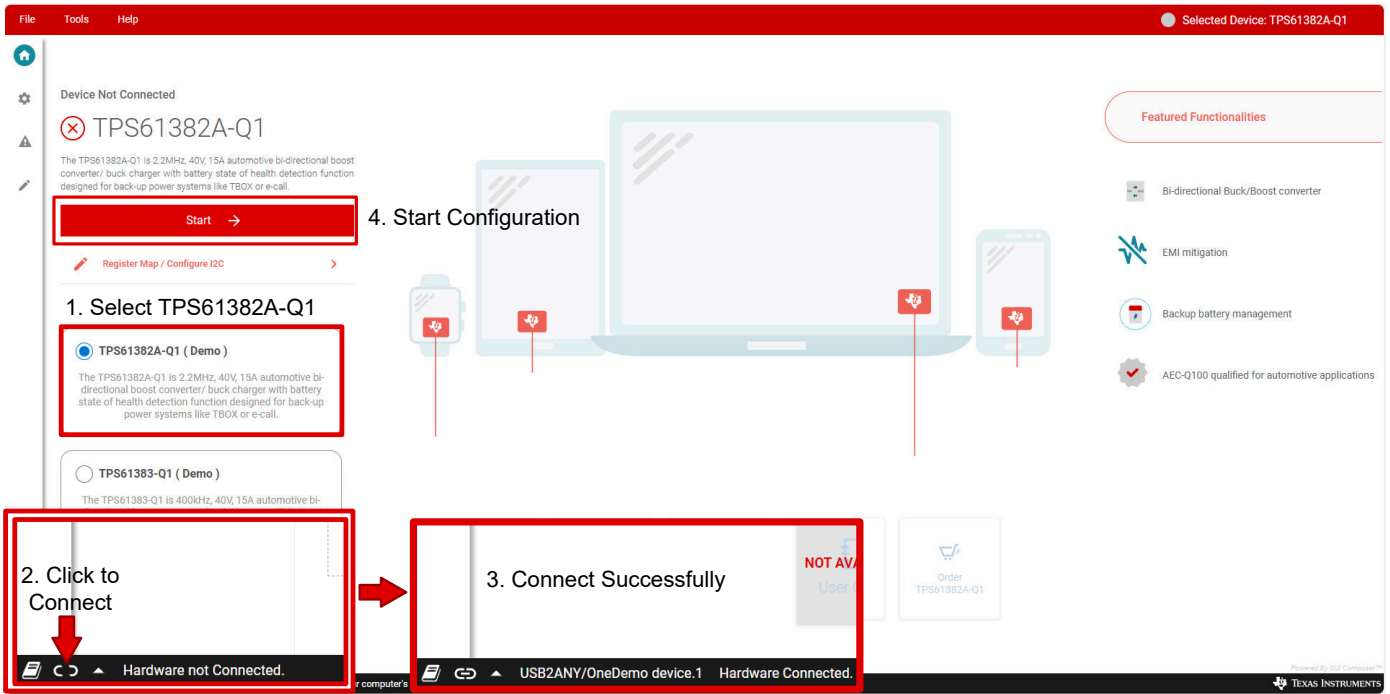 File Tools Help
Selected Device: TPS61382A-Q1
Device Not Connected
TPS61382A-Q1
The TPS61382A-Q1 is 2.2MHz, 40V, 15A automotive bi-directional boost
converter/ buck charger with battery state of health detection function
designed for back-up power systems like TBOX or e-call.
Start
4. Start Configuration
Register Map / Configure I2C
1. Select TPS61382A-Q1
TPS61382A-Q1 ( Demo )
The TPS61382A-Q1 is 2.2MHz, 40V, 15A automotive bi-
directional boost converter/ buck charger with battery
state of health detection function designed for back-up
power systems like TBOX or e-call.
TPS61383-Q1 ( Demo )
The TPS61383-Q1 is 400kHz, 40V, 15A automotive bi-
Featured Functionalities
Bi-directional Buck/Boost converter
EMI mitigation
Backup battery management
AEC-Q100 qualified for automotive applications
2. Click to
Connect
Hardware not Connected.
3. Connect Successfully
NOT AVA
User
USB2ANY/OneDemo device.1 Hardware Connected.
Order
TPS61382A-Q1
r computer's
Powered By GUI Composer™
TEXAS INSTRUMENTS